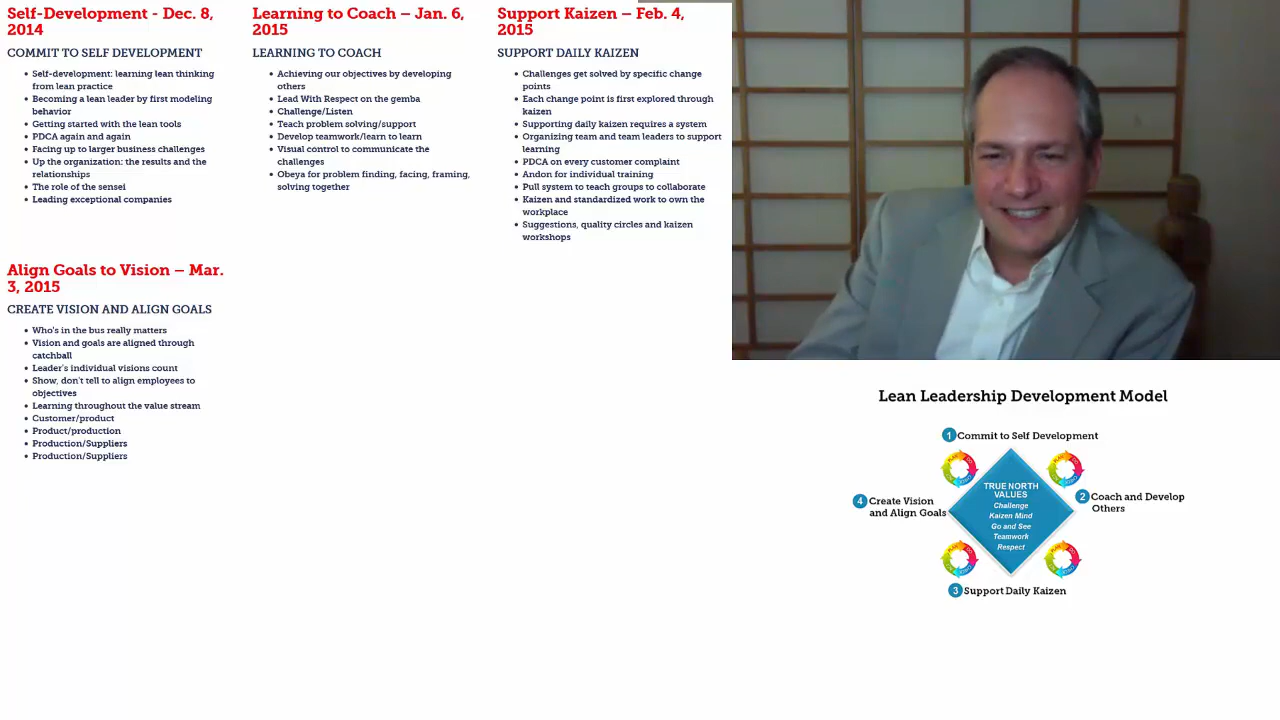 Self-Development - Dec. 8,
2014
COMMIT TO SELF DEVELOPMENT
• Self-development: learning lean thinking
from lean practice
• Becoming a lean leader by first modeling
behavior
• Getting started with the lean tools
• PDCA again and again
• Facing up to larger business challenges
• Up the organization: the results and the
relationships
• The role of the sensei
• Leading exceptional companies
Learning to Coach – Jan. 6,
2015
LEARNING TO COACH
• Achieving our objectives by developing
others
• Lead With Respect on the gemba
• Challenge/Listen
• Teach problem solving/support
• Develop teamwork/learn to learn
• Visual control to communicate the
challenges
• Obeya for problem finding, facing, framing,
solving together
Support Kaizen – Feb. 4,
2015
SUPPORT DAILY KAIZEN
• Challenges get solved by specific change
points
• Each change point is first explored through
kaizen
• Supporting daily kaizen requires a system
• Organizing team and team leaders to support
learning
• PDCA on every customer complaint
• Andon for individual training
• Pull system to teach groups to collaborate
• Kaizen and standardized work to own the
workplace
• Suggestions, quality circles and kaizen
workshops
Align Goals to Vision – Mar.
3, 2015
CREATE VISION AND ALIGN GOALS
• Who's in the bus really matters
• Vision and goals are aligned through
catchball
• Leader's individual visions count
• Show, don't tell to align employees to
objectives
• Learning throughout the value stream
• Customer/product
• Product/production
• Production/Suppliers
• Production/Suppliers
Lean Leadership Development Model
1 Commit to Self Development
2 Coach and Develop
Others
3 Support Daily Kaizen
4 Create Vision
and Align Goals
TRUE NORTH
VALUES
Challenge
Kaizen Mind
Go and See
Teamwork
Respect
PLAN
PLAN
PLAN
PLAN